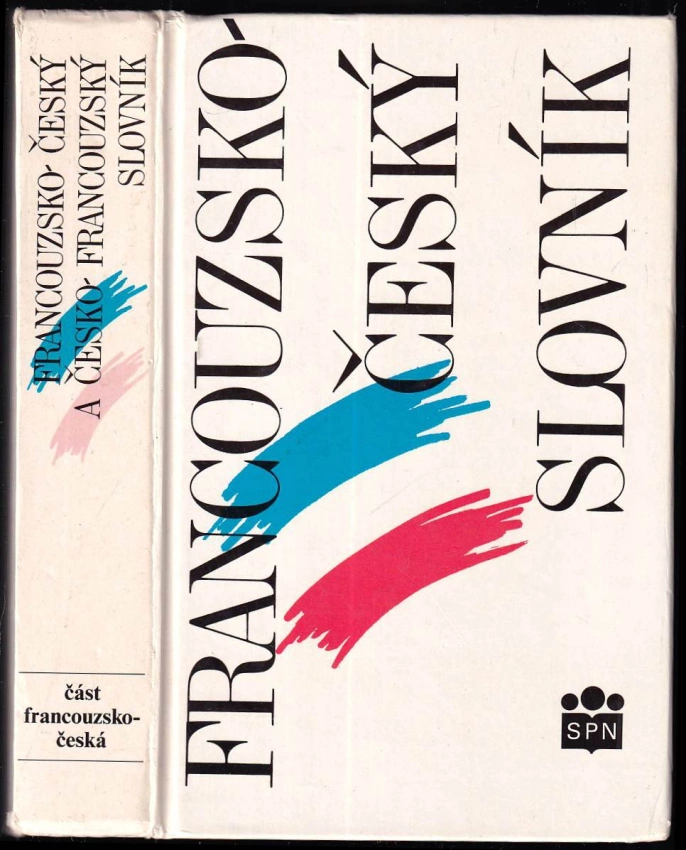 FRANCOUZSKO-ČESKÝ
A ČESKO-FRANCOUZSKÝ
SLOVNÍK
část
francouzsko-
česká
FRANCOUZSKO-
ČESKÝ
SLOVNÍK
SPN